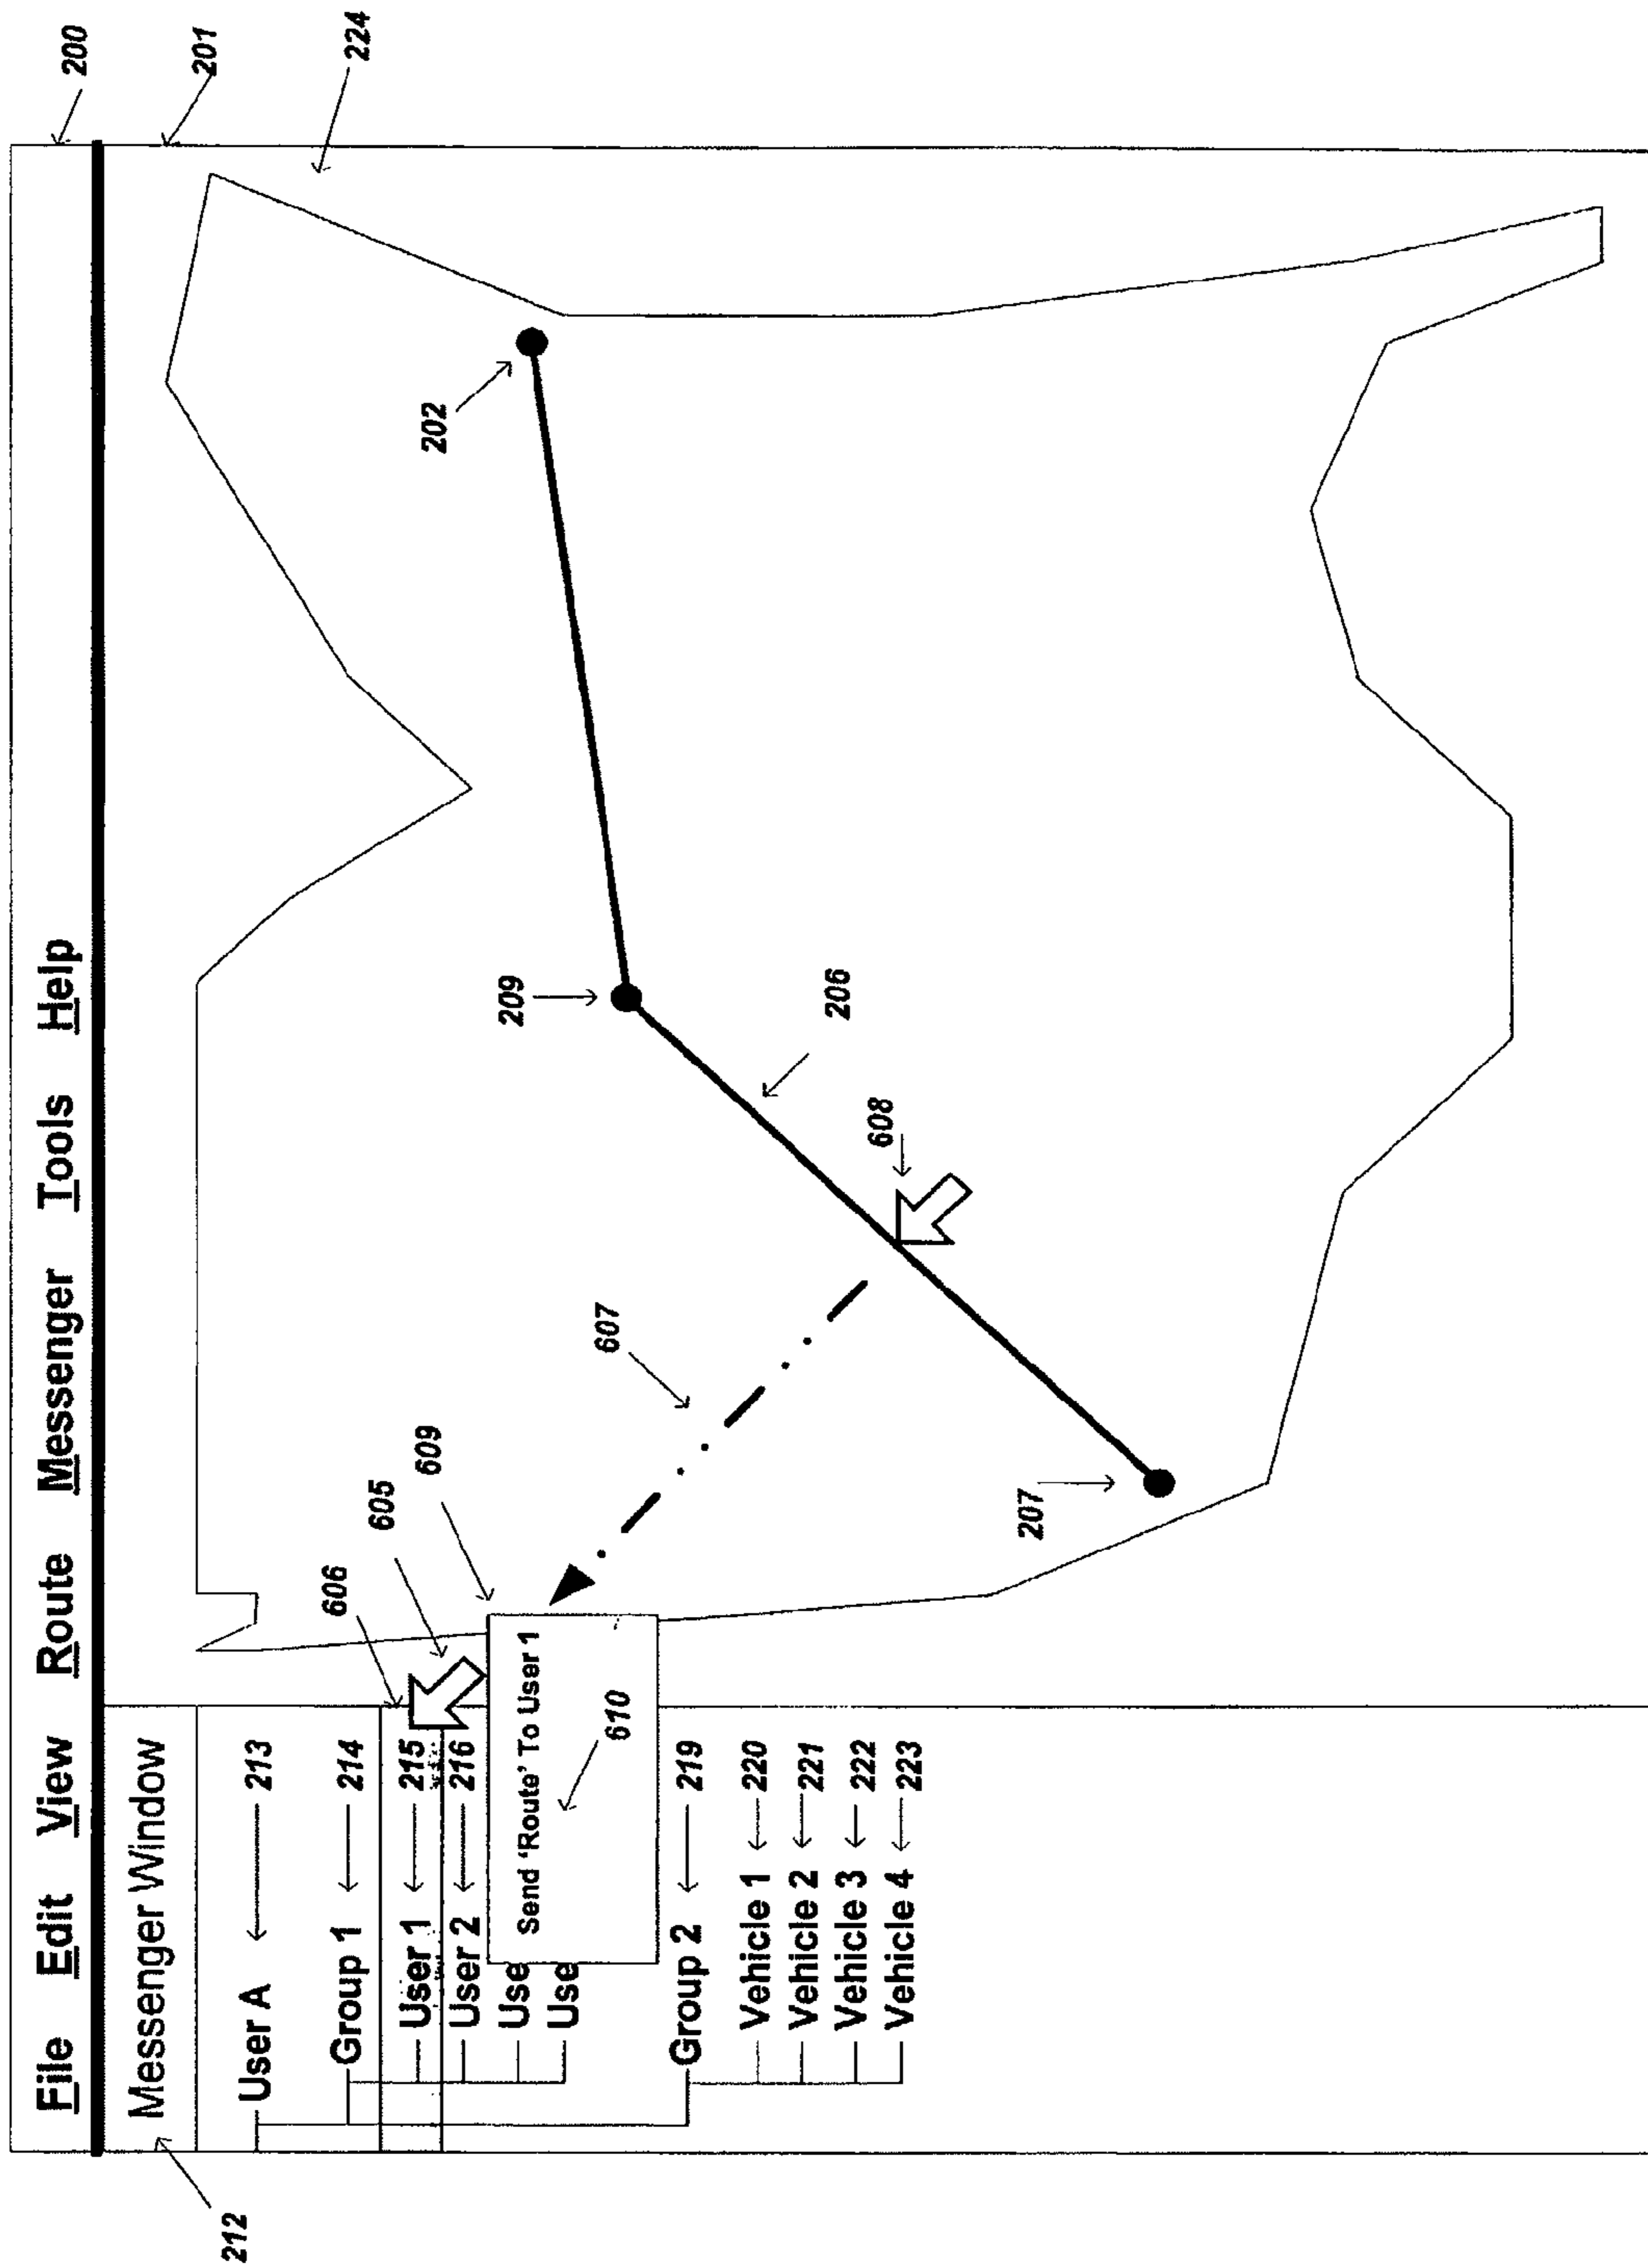 File Edit View Route Messenger Tools Help
200
201
224
212
Messenger Window
User A 213
Group 1 214
User 1 215
User 2 216
Use
Use
Send 'Route' To User 1
610
Group 2 219
Vehicle 1 220
Vehicle 2 221
Vehicle 3 222
Vehicle 4 223
606
605
609
607
608
206
209
202
207